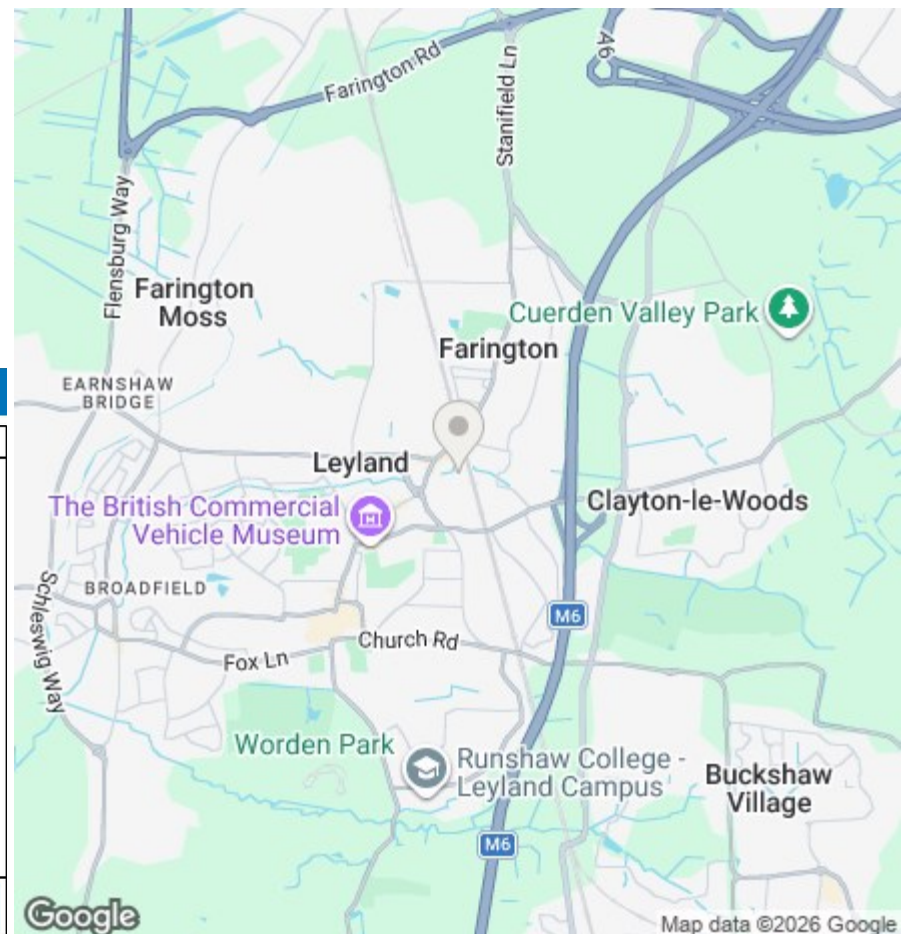 Farington Rd
A6
Stanifield Ln
Flensburg Way
Farington
Moss
Cuerden Valley Park
Farington
EARNSHAW
BRIDGE
Leyland
The British Commercial
Vehicle Museum
Clayton-le-Woods
BROADFIELD
Schleswig Way
M6
Church Rd
Fox Ln
Worden Park
Runshaw College -
Leyland Campus
Buckshaw
Village
M6
Google
Map data ©2026 Google